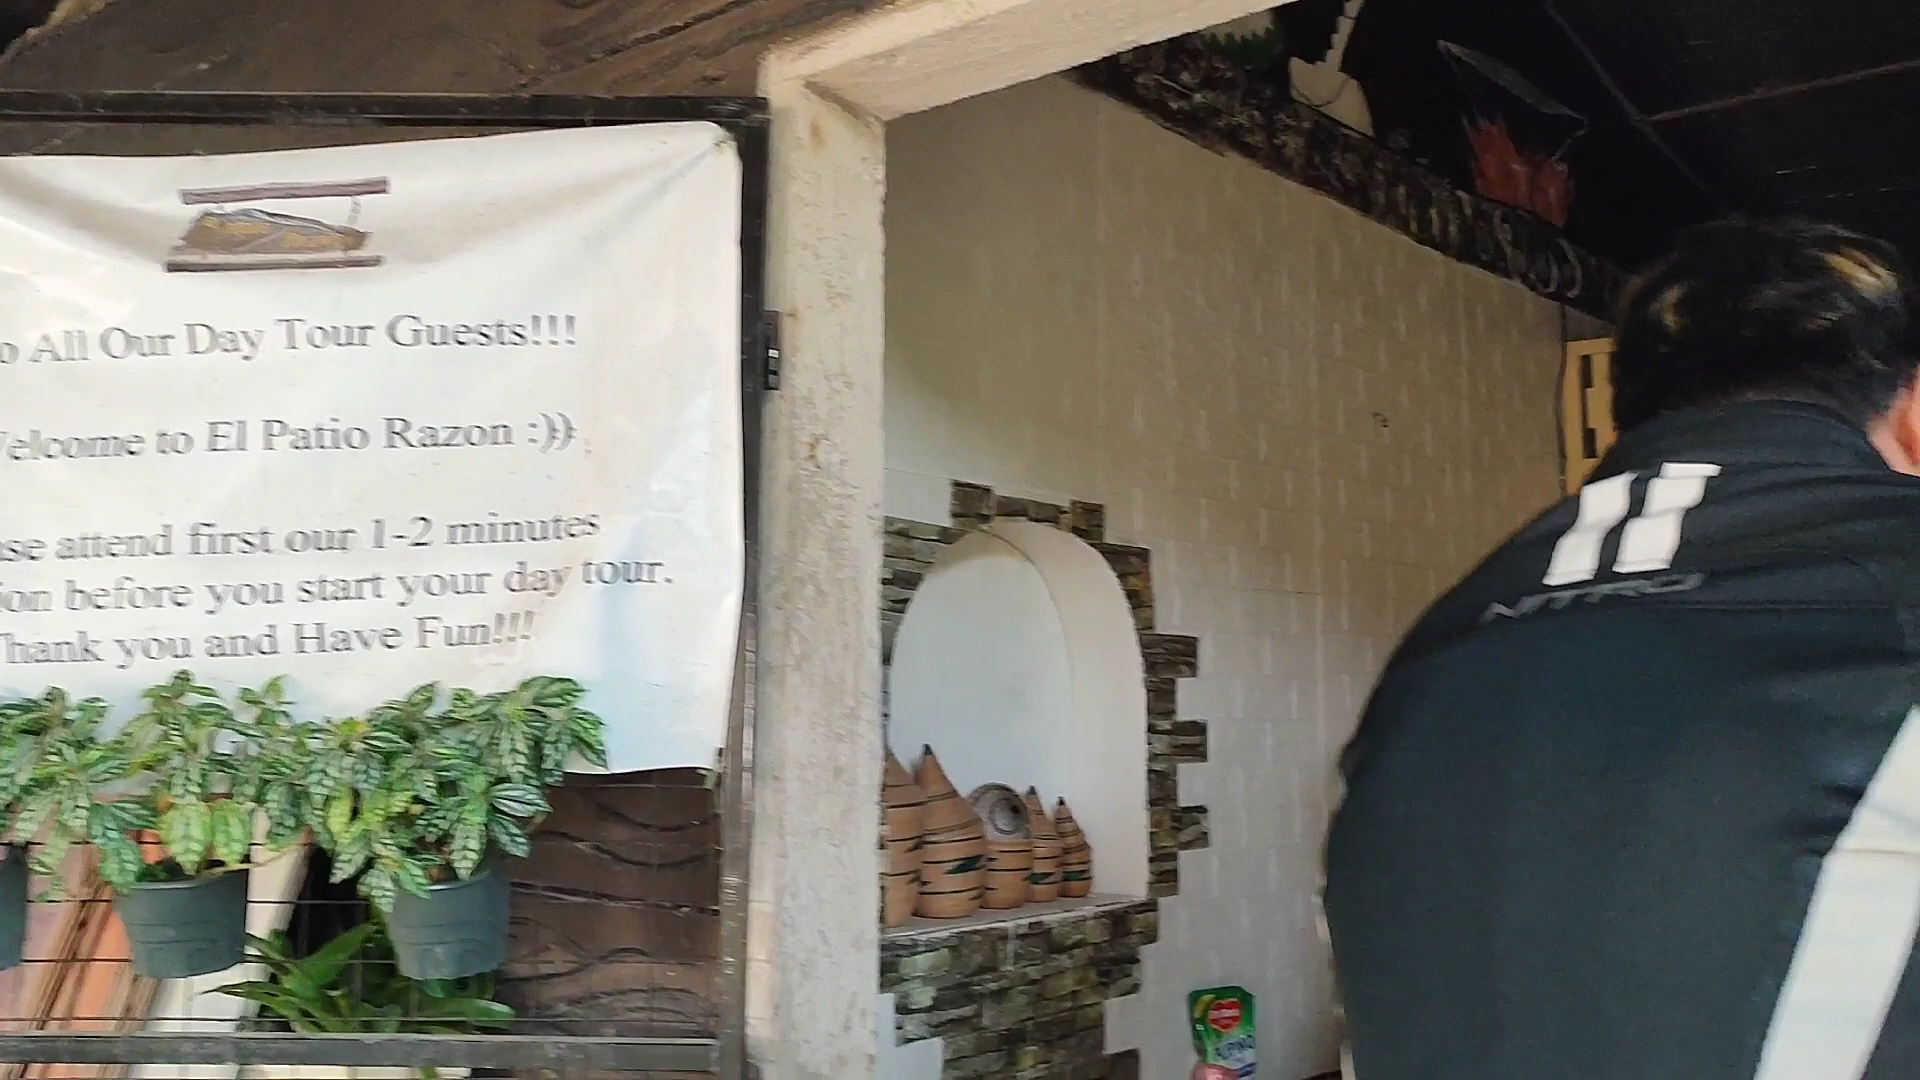 o All Our Day Tour Guests!!!
elcome to El Patio Razon :))
se attend first our 1-2 minutes
ion before you start your day tour.
Thank you and Have Fun!!!
NITRO